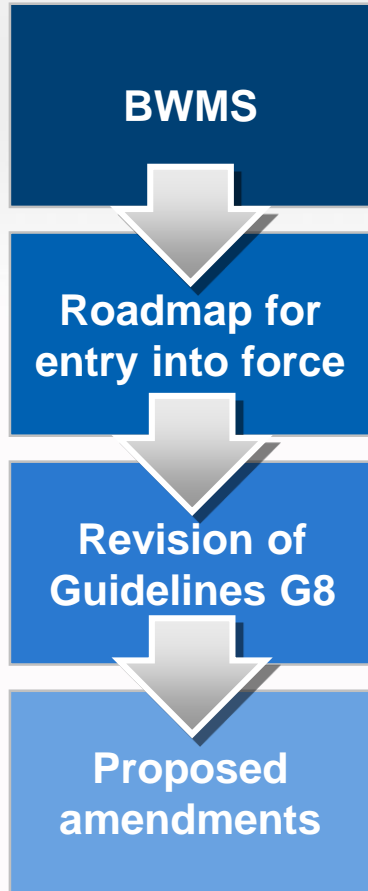 BWMS
Roadmap for
entry into force
Revision of
Guidelines G8
Proposed
amendments